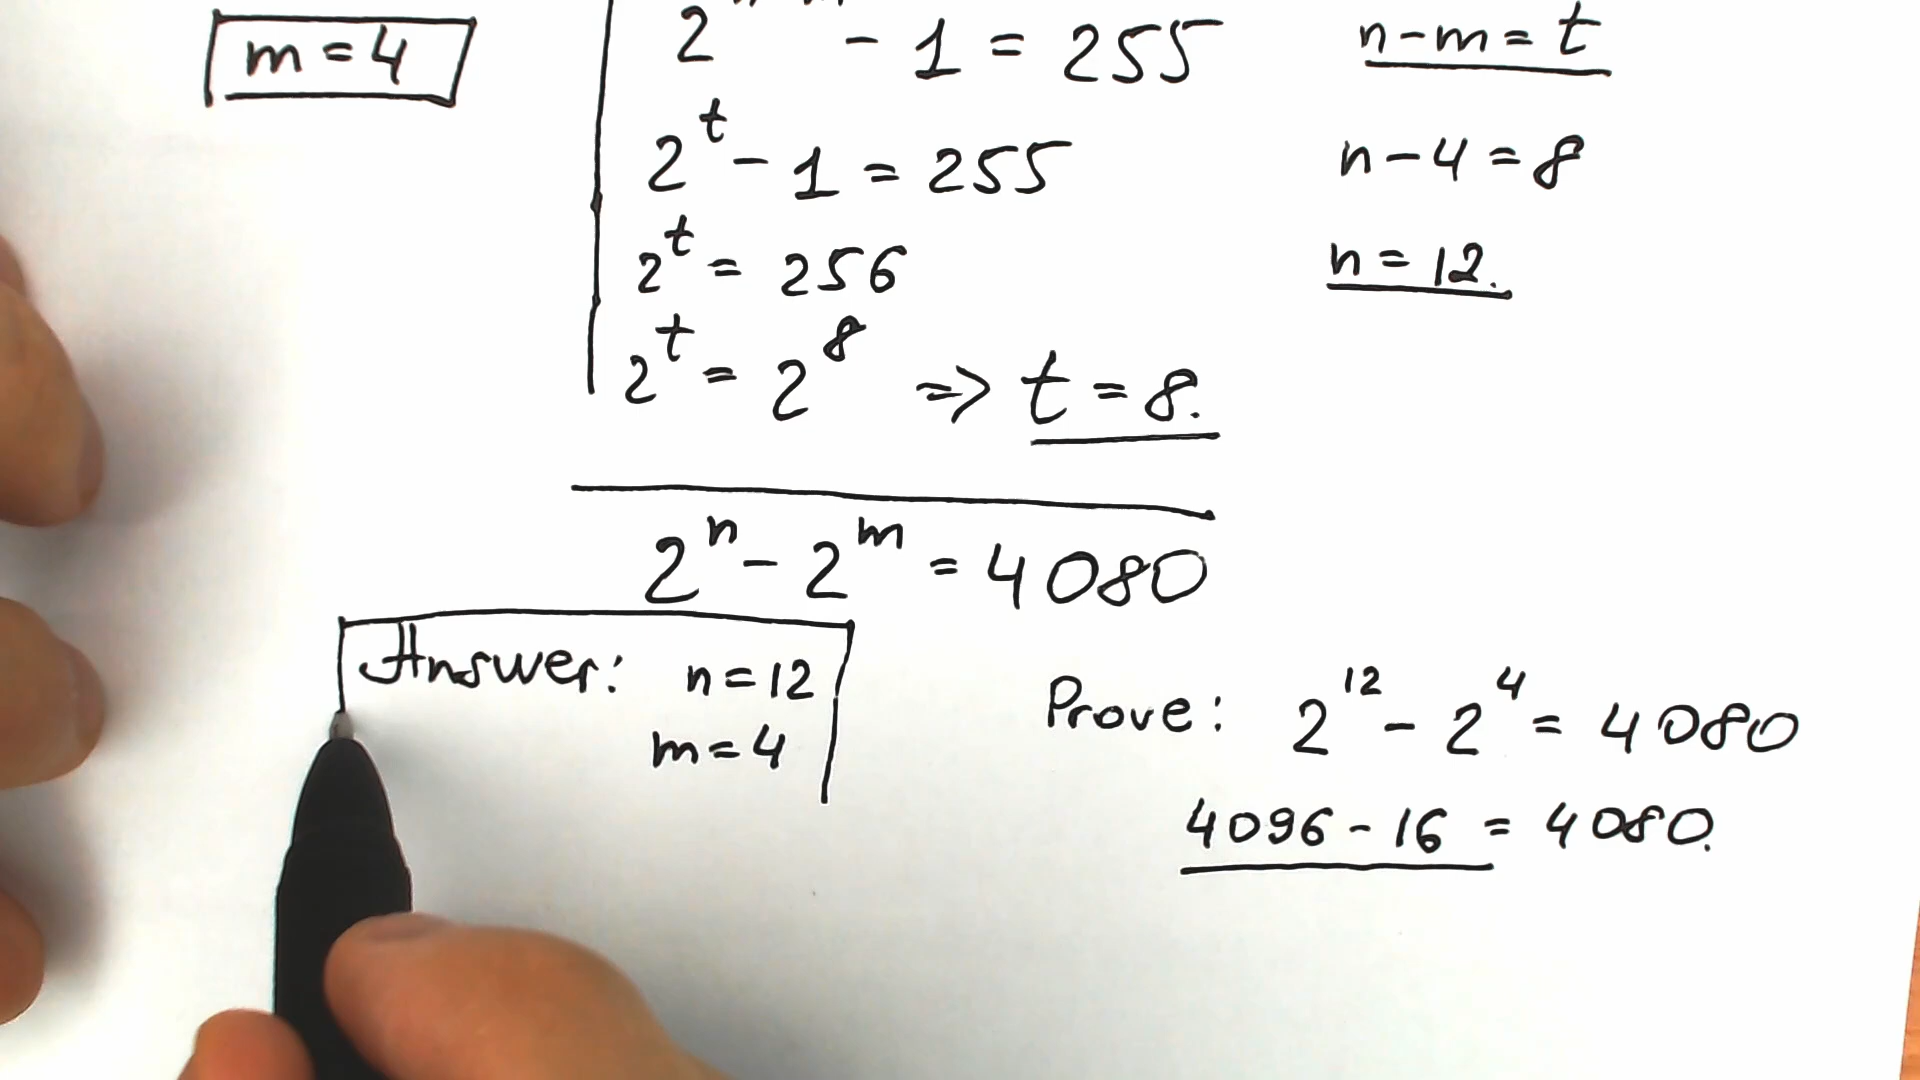 m = 4
2 - 1 = 255
2^t - 1 = 255
2^t = 256
2^t = 2^8 => t = 8.
n - m = t
n - 4 = 8
n = 12.
2^n - 2^m = 4080
Answer: n = 12
m = 4
Prove: 2^12 - 2^4 = 4080
4096 - 16 = 4080.